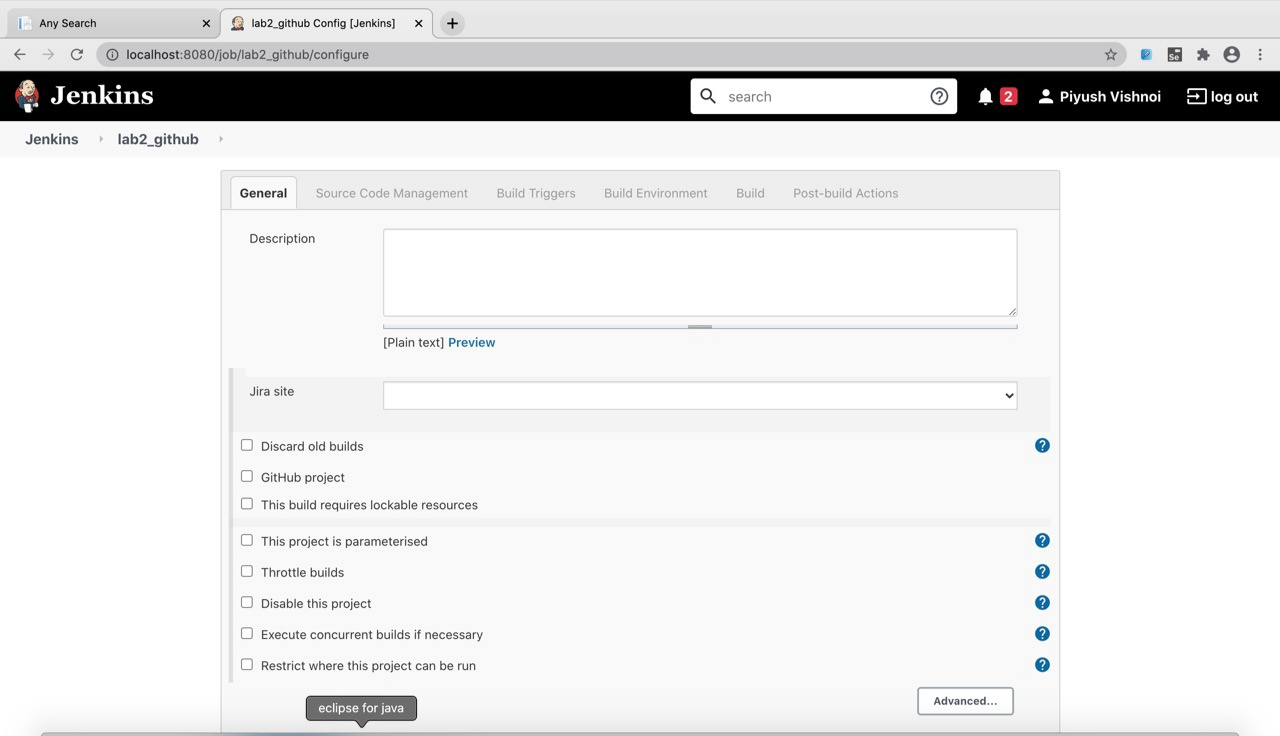 Any Search
lab2_github Config [Jenkins]
localhost:8080/job/lab2_github/configure
Se
Jenkins
search
2
Piyush Vishnoi
log out
Jenkins
lab2_github
General
Source Code Management
Build Triggers
Build Environment
Build
Post-build Actions
Description
[Plain text] Preview
Jira site
Discard old builds
?
GitHub project
This build requires lockable resources
This project is parameterised
?
Throttle builds
?
Disable this project
?
Execute concurrent builds if necessary
?
Restrict where this project can be run
?
Advanced...
eclipse for java